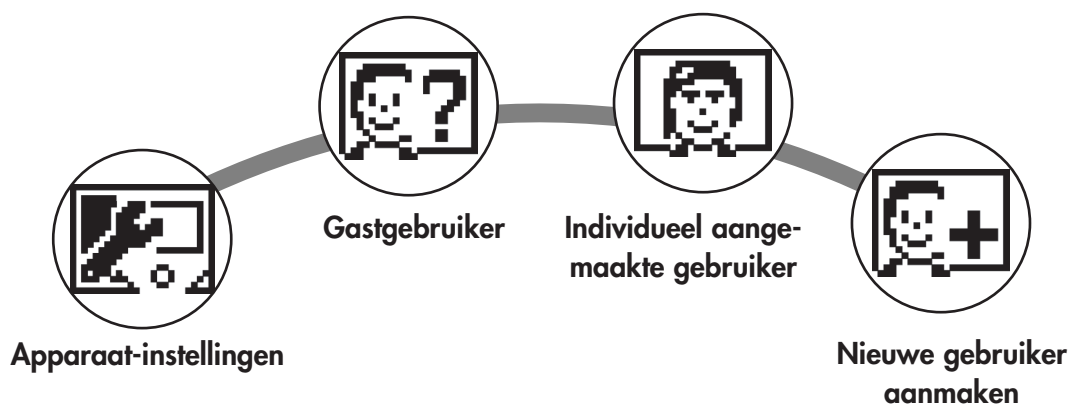 Gastgebruiker
Individueel aange-
maakte gebruiker
Apparaat-instellingen
Nieuwe gebruiker
aanmaken